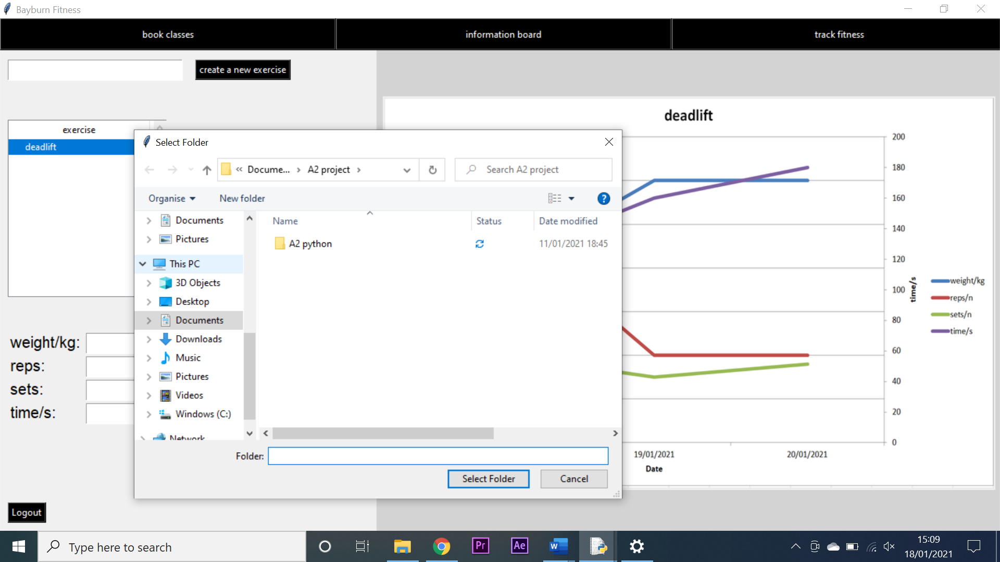 Bayburn Fitness
book classes
information board
track fitness
create a new exercise
exercise
deadlift
weight/kg:
reps:
sets:
time/s:
Logout
Select Folder
« Docume... › A2 project ›
Search A2 project
Organise
New folder
Documents
Pictures
This PC
3D Objects
Desktop
Documents
Downloads
Music
Pictures
Videos
Windows (C:)
Network
Name
Status
Date modified
A2 python
11/01/2021 18:45
Folder:
Select Folder
Cancel
deadlift
200
180
160
140
120
100
80
60
40
20
0
time/s
weight/kg
reps/n
sets/n
time/s
19/01/2021
20/01/2021
Date
Type here to search
Pr
Ae
W
15:09
18/01/2021